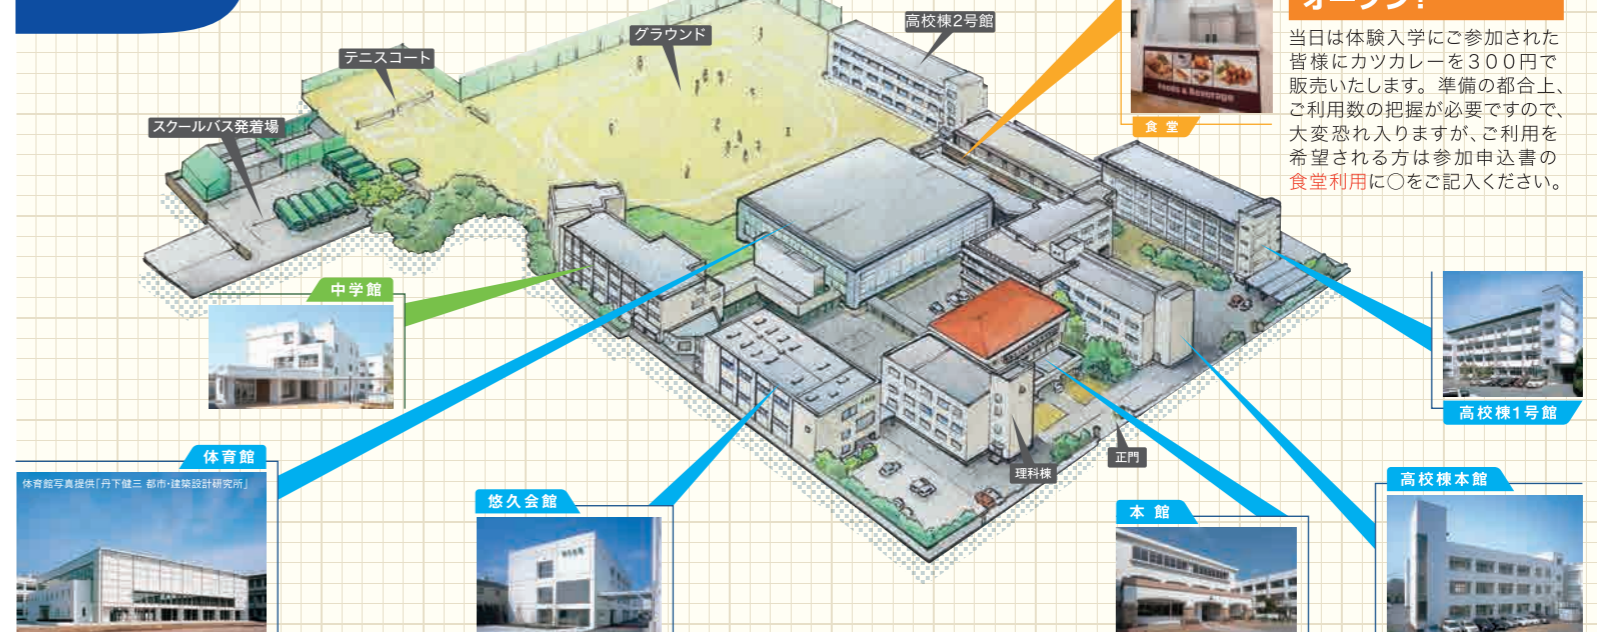 オープン!
当日は体験入学にご参加された
皆様にカツカレーを300円で
販売いたします。準備の都合上、
ご利用数の把握が必要ですので、
大変恐れ入りますが、ご利用を
希望される方は参加申込書の
食堂利用に○をご記入ください。
foods & Beverage
食堂
高校棟2号館
グラウンド
テニスコート
スクールバス発着場
中学館
体育館
体育館写真提供「丹下健三 都市・建築設計研究所」
悠久会館
理科棟
正門
本館
高校棟1号館
高校棟本館